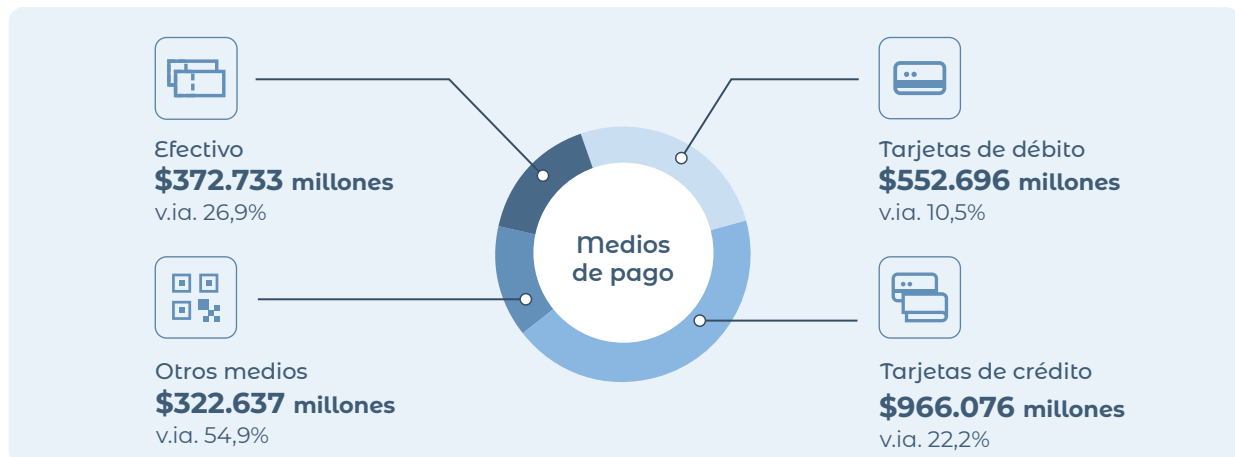 Efectivo
$372.733 millones
v.ia. 26,9%
Tarjetas de débito
$552.696 millones
v.ia. 10,5%
Medios
de pago
Otros medios
$322.637 millones
v.ia. 54,9%
Tarjetas de crédito
$966.076 millones
v.ia. 22,2%